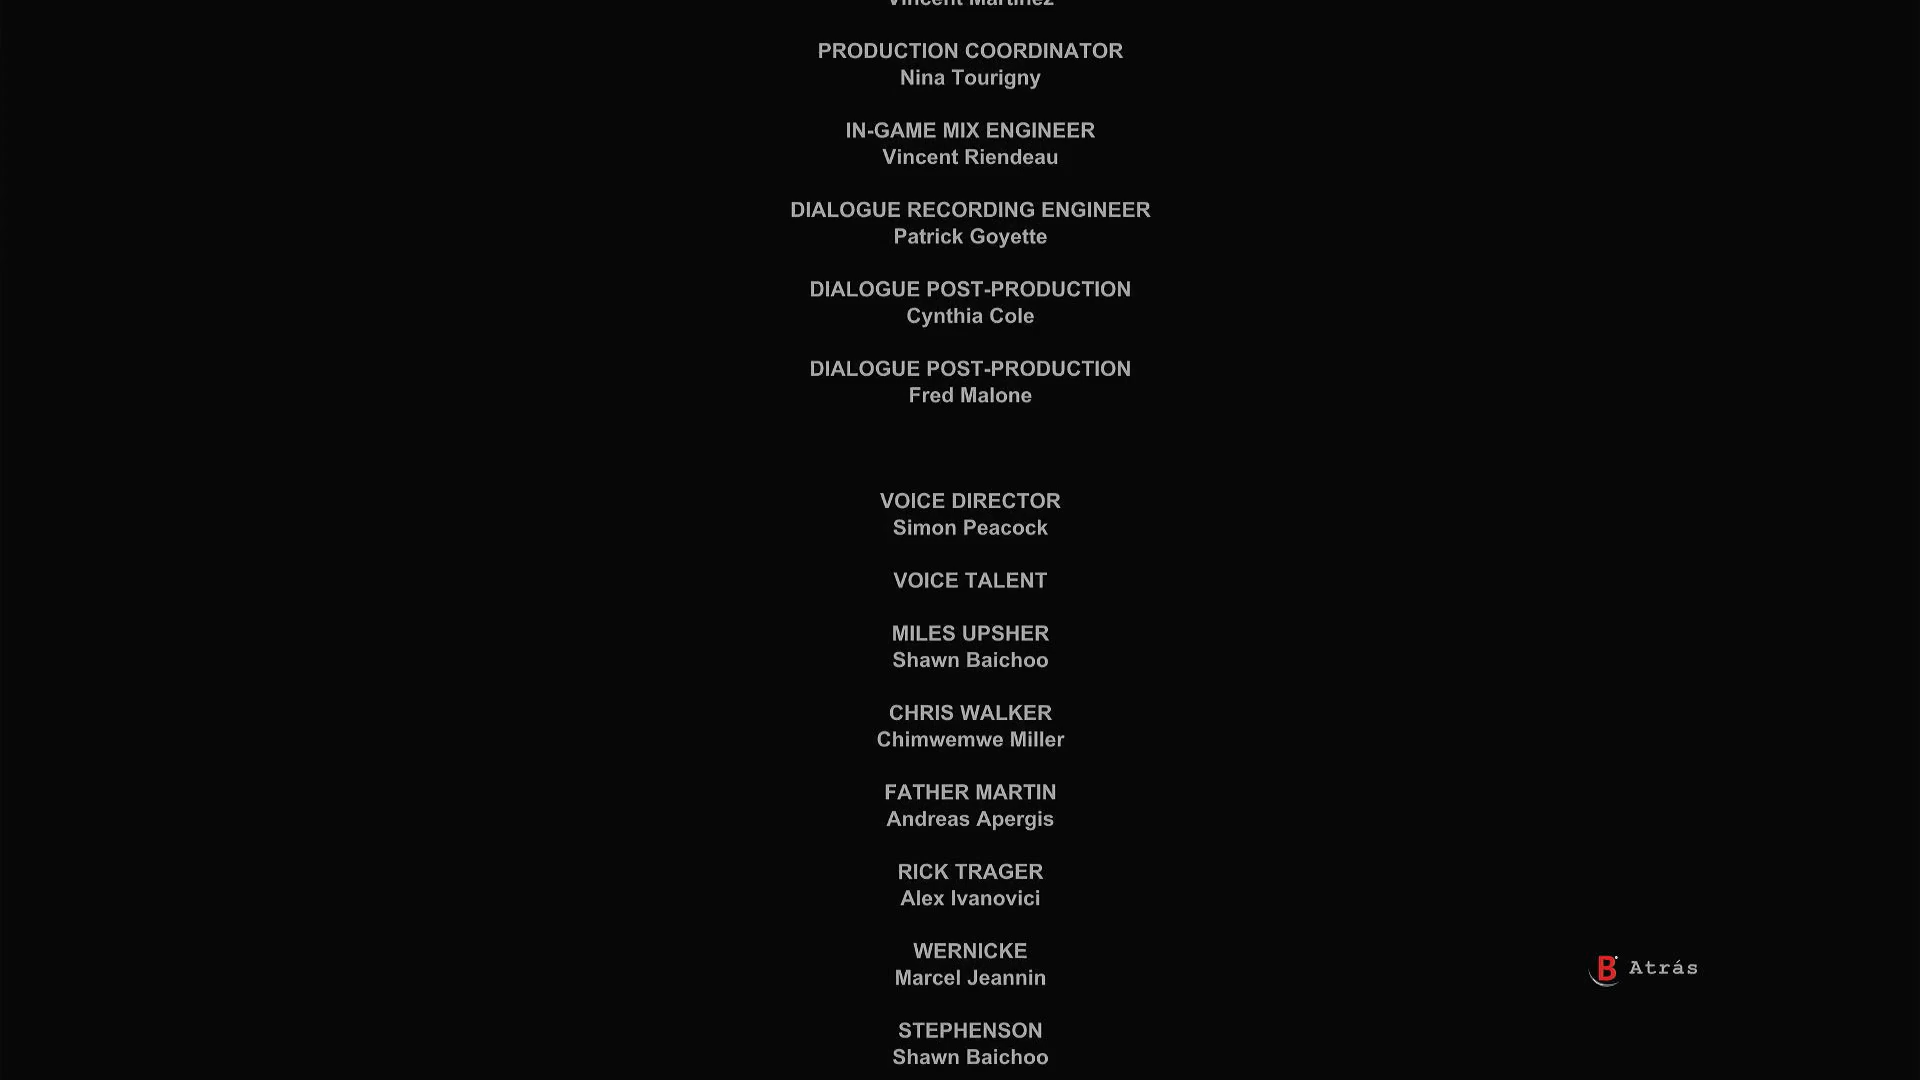 Vincent Martinez
PRODUCTION COORDINATOR
Nina Tourigny
IN-GAME MIX ENGINEER
Vincent Riendeau
DIALOGUE RECORDING ENGINEER
Patrick Goyette
DIALOGUE POST-PRODUCTION
Cynthia Cole
DIALOGUE POST-PRODUCTION
Fred Malone
VOICE DIRECTOR
Simon Peacock
VOICE TALENT
MILES UPSHER
Shawn Baichoo
CHRIS WALKER
Chimwemwe Miller
FATHER MARTIN
Andreas Apergis
RICK TRAGER
Alex Ivanovici
WERNICKE
Marcel Jeannin
B Atrás
STEPHENSON
Shawn Baichoo